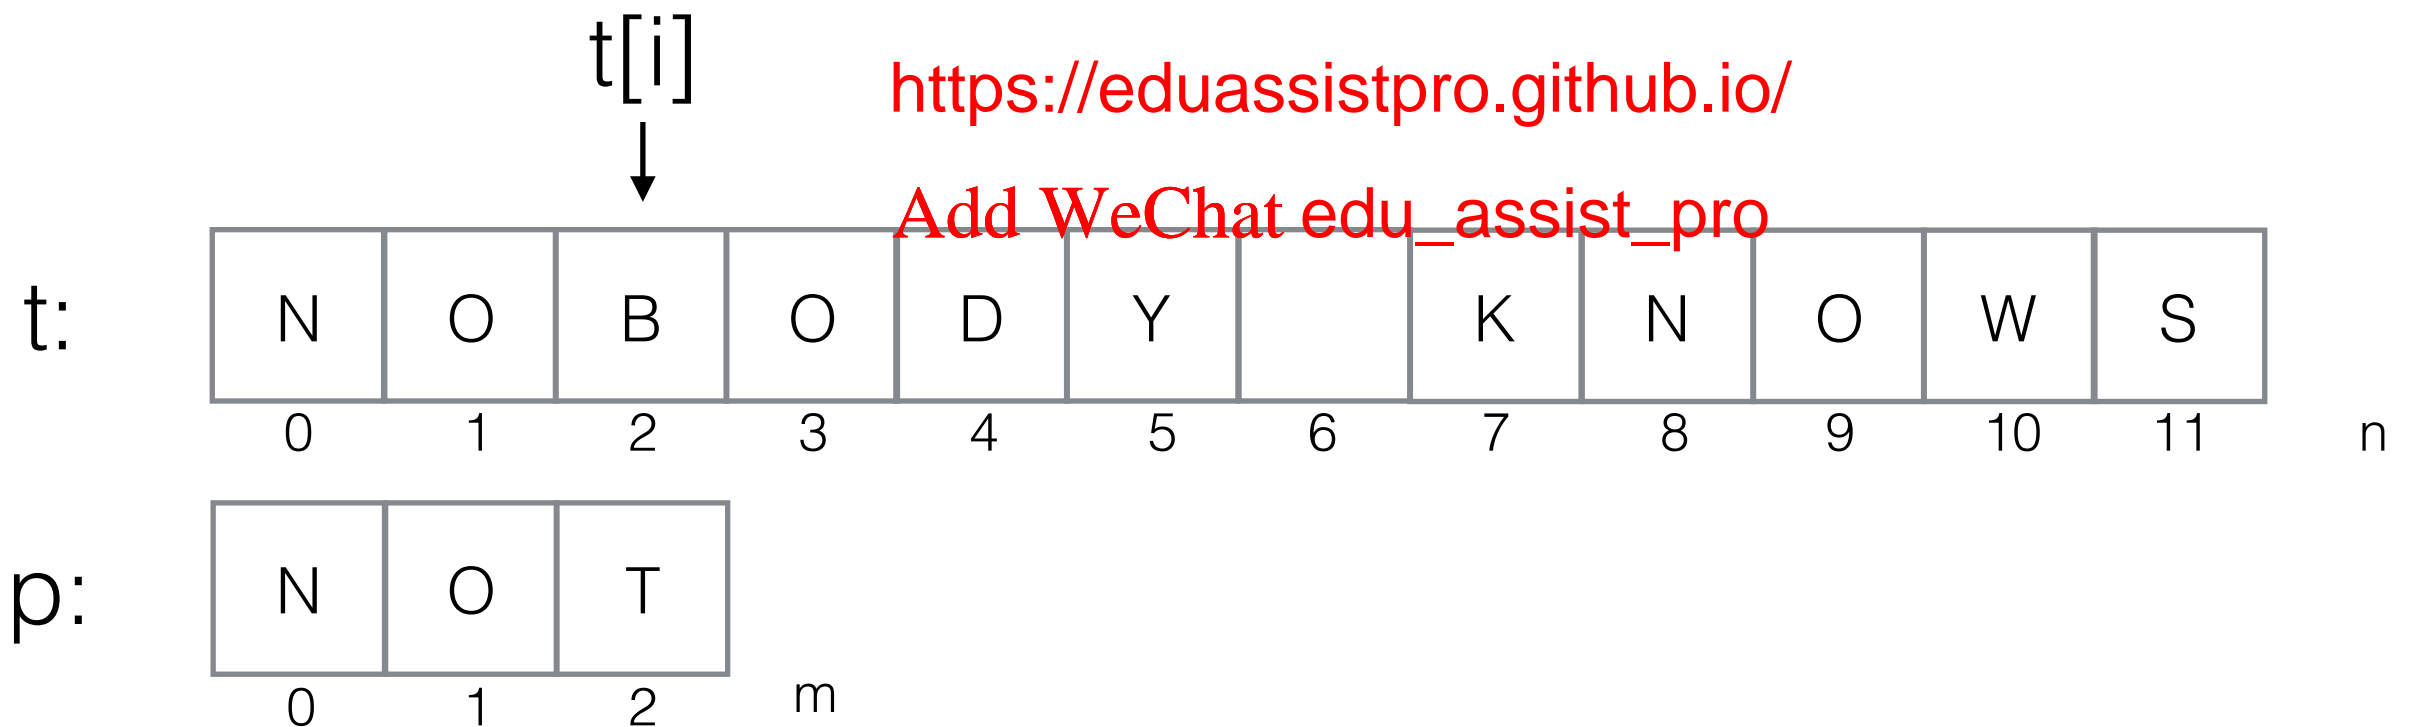 t[i]
https://eduassistpro.github.io/
Add WeChat edu_assist_pro
t: N O B O D Y K N O W S
0 1 2 3 4 5 6 7 8 9 10 11 n
p: N O T
0 1 2 m